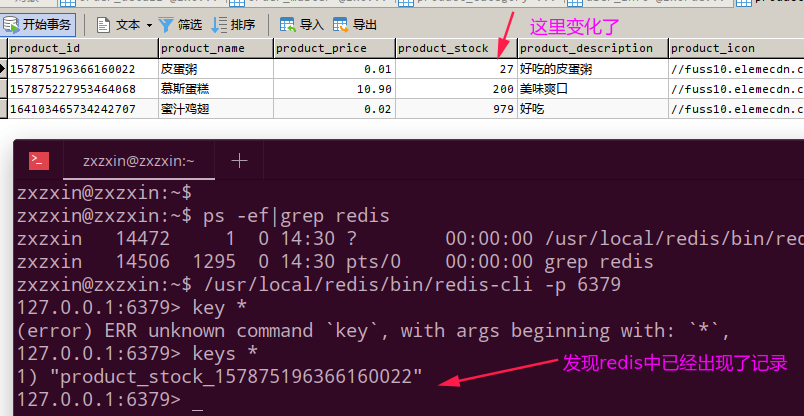 开始事务 文本 筛选 排序 导入 导出
这里变化了
product_id product_name product_price product_stock product_description product_icon
157875196366160022 皮蛋粥 0.01 27 好吃的皮蛋粥 //fuss10.elemecdn.c
157875227953464068 慕斯蛋糕 10.90 200 美味爽口 //fuss10.elemecdn.c
164103465734242707 蜜汁鸡翅 0.02 979 好吃 //fuss10.elemecdn.c
zxzxin@zxzxin:~
zxzxin@zxzxin:~$
zxzxin@zxzxin:~$ ps -ef|grep redis
zxzxin 14472 1 0 14:30 ? 00:00:00 /usr/local/redis/bin/red
zxzxin 14506 1295 0 14:30 pts/0 00:00:00 grep redis
zxzxin@zxzxin:~$ /usr/local/redis/bin/redis-cli -p 6379
127.0.0.1:6379> key *
(error) ERR unknown command `key`, with args beginning with: `*`,
127.0.0.1:6379> keys *
1) "product_stock_157875196366160022"
发现redis中已经出现了记录
127.0.0.1:6379> _